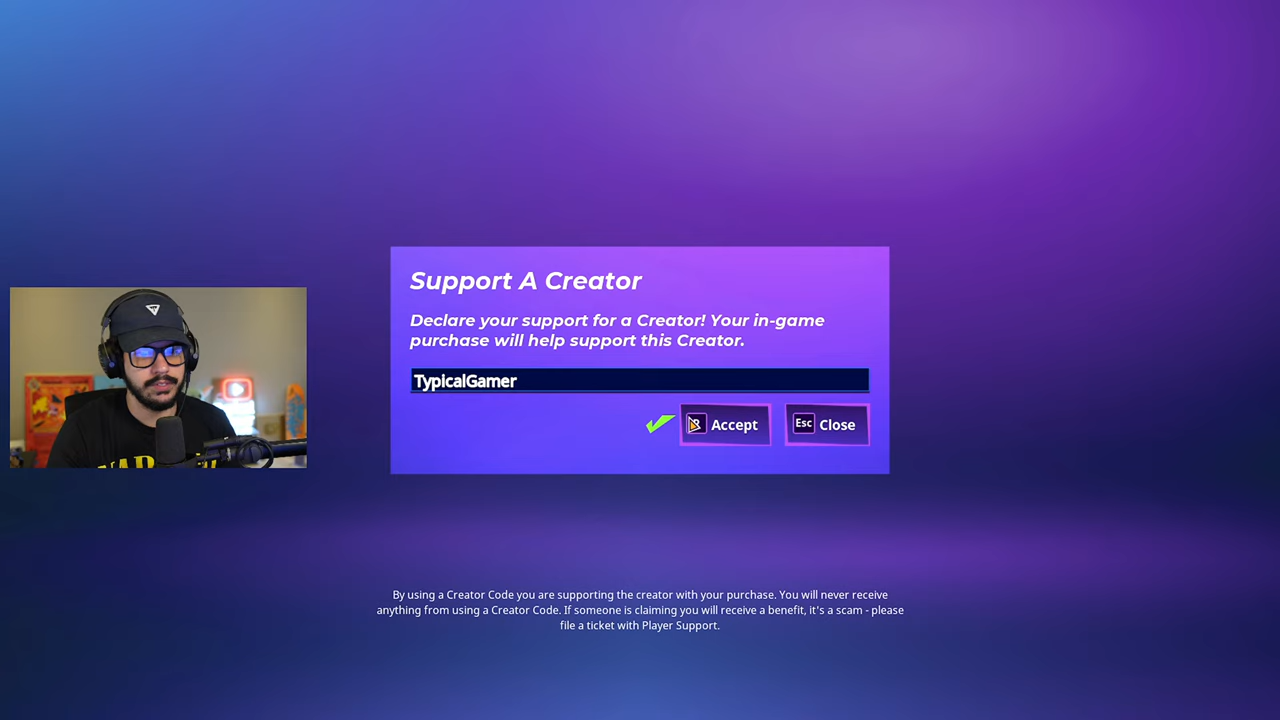 Support A Creator
Declare your support for a Creator! Your in-game
purchase will help support this Creator.
TypicalGamer
Accept
Esc Close
By using a Creator Code you are supporting the creator with your purchase. You will never receive
anything from using a Creator Code. If someone is claiming you will receive a benefit, it's a scam - please
file a ticket with Player Support.